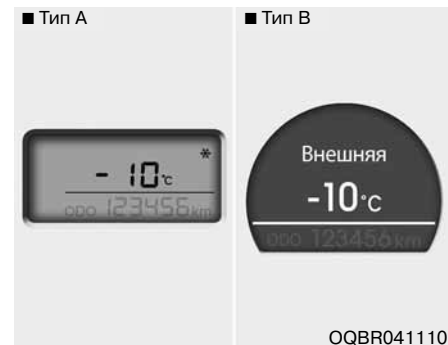 ■ Тип A
* 
- 10°c
ODO 123456 km
■ Тип B
Внешняя
-10°C
ODO 123456 km
OQBR041110